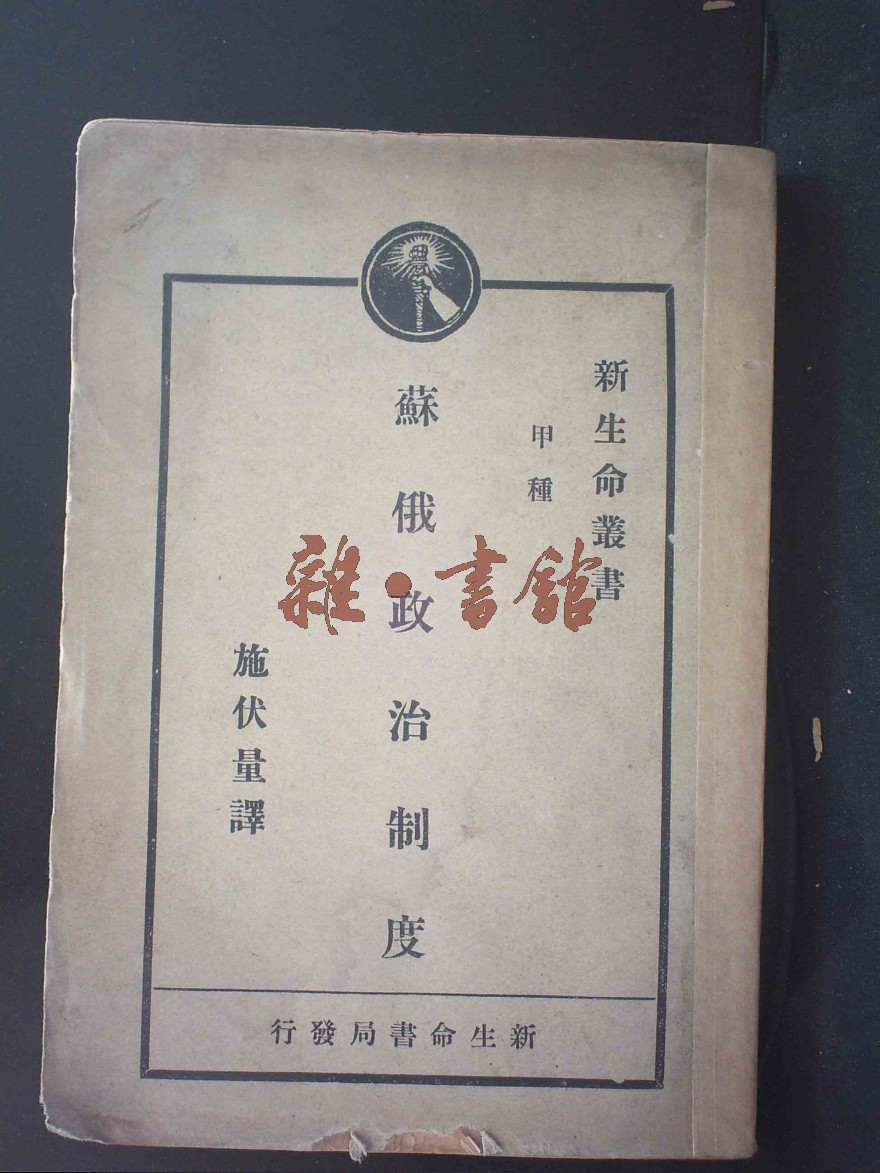 新生命叢書
甲種
蘇俄政治制度
施伏量譯
新生命書局發行
雜·書館